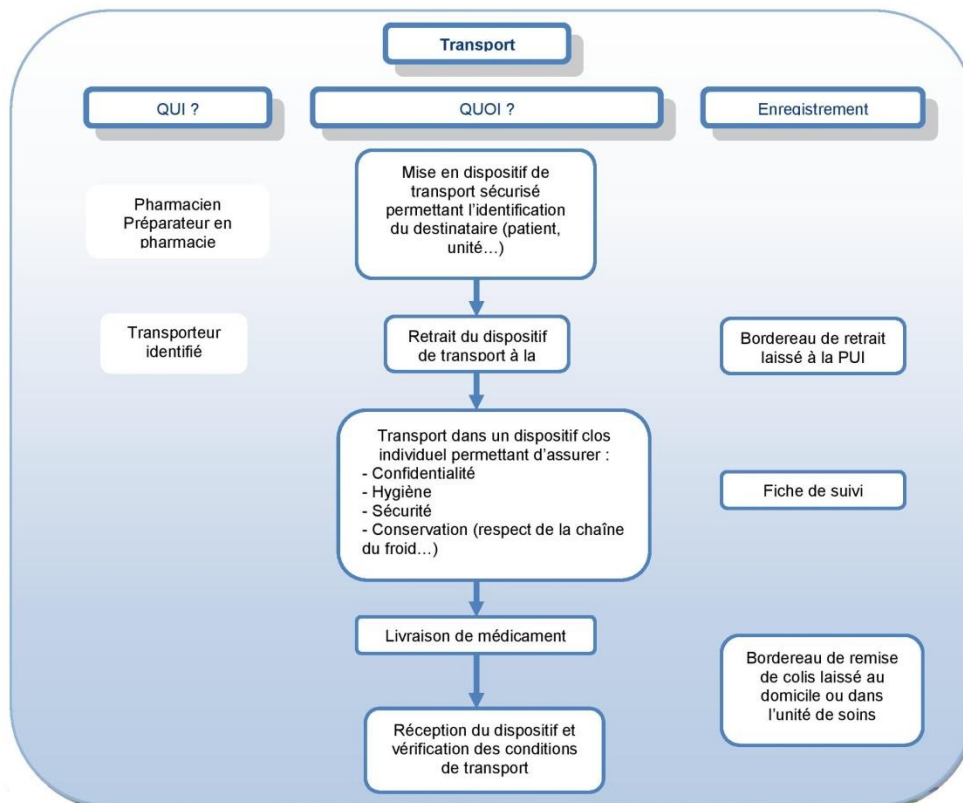 Transport
QUI ?
QUOI ?
Enregistrement
Pharmacien
Préparateur en
pharmacie
Mise en dispositif de
transport sécurisé
permettant l’identification
du destinataire (patient,
unité…)
Transporteur
identifié
Retrait du dispositif
de transport à la
Bordereau de retrait
laissé à la PUI
Transport dans un dispositif clos
individuel permettant d’assurer :
- Confidentialité
- Hygiène
- Sécurité
- Conservation (respect de la chaîne
du froid…)
Fiche de suivi
Livraison de médicament
Bordereau de remise
de colis laissé au
domicile ou dans
l’unité de soins
Réception du dispositif et
vérification des conditions
de transport